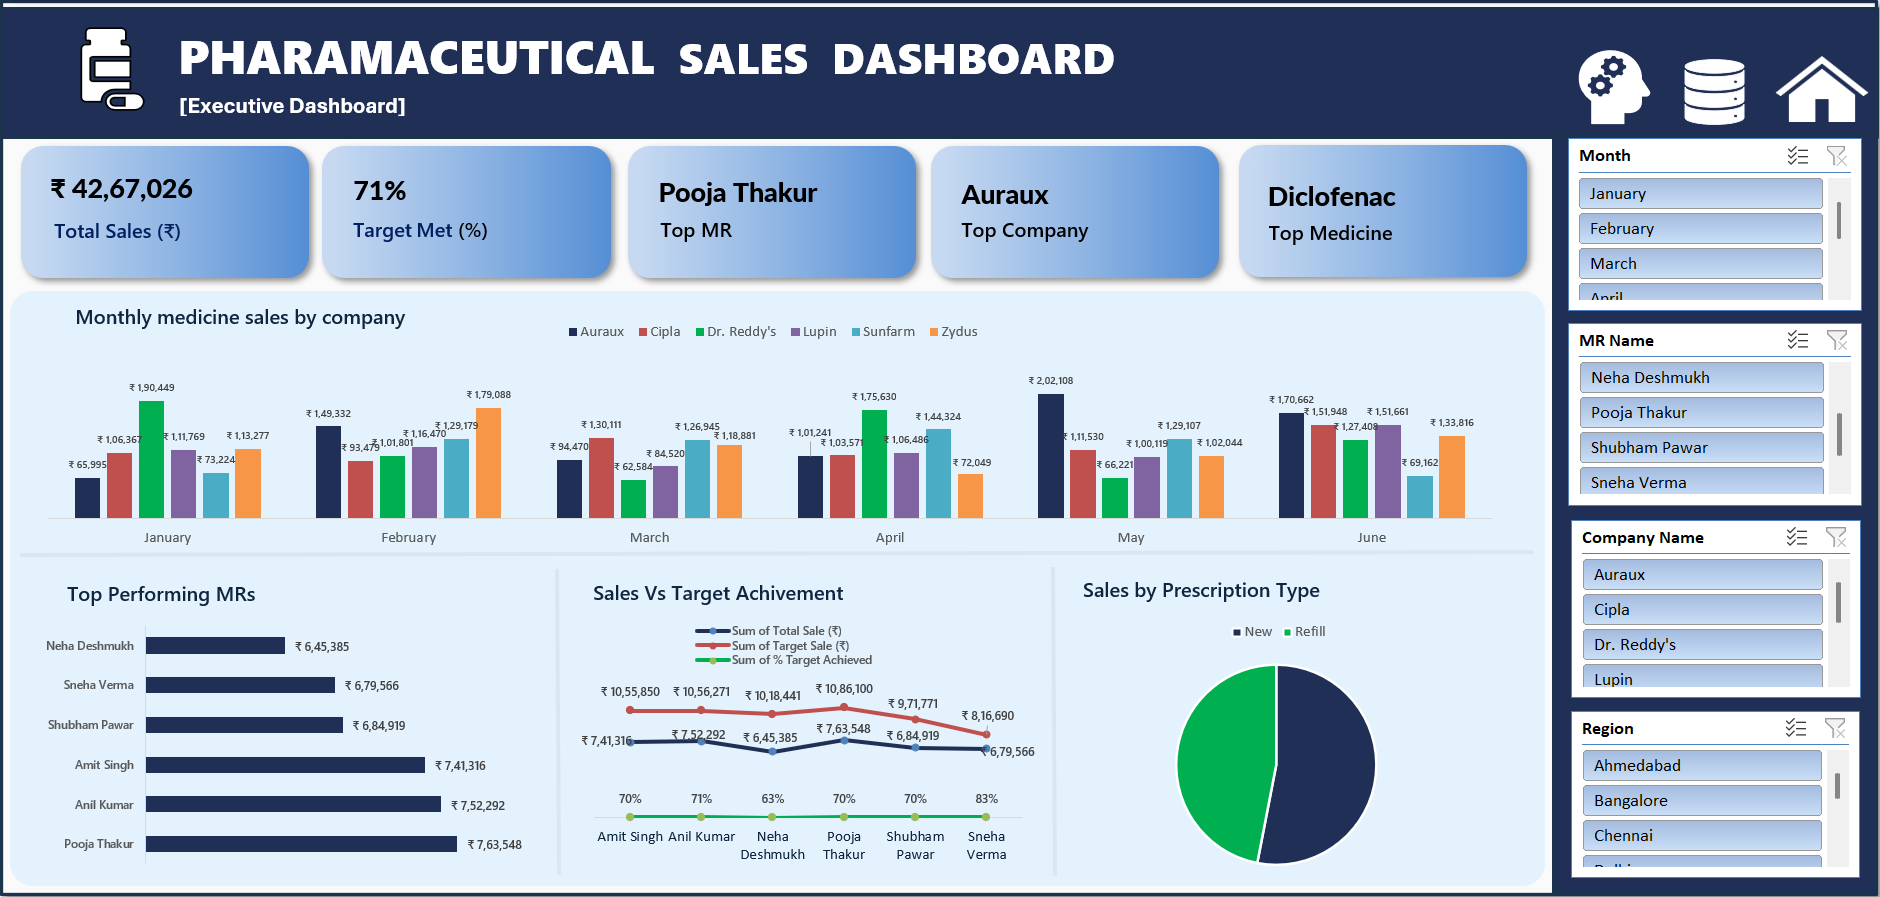 PHARAMACEUTICAL SALES DASHBOARD
[Executive Dashboard]
₹ 42,67,026
Total Sales (₹)
71%
Target Met (%)
Pooja Thakur
Top MR
Auraux
Top Company
Diclofenac
Top Medicine
Monthly medicine sales by company
Auraux Cipla Dr. Reddy's Lupin Sunfarm Zydus
₹ 65,995 ₹ 1,06,367 ₹ 1,90,449 ₹ 1,11,769 ₹ 73,224 ₹ 1,13,277
₹ 1,49,332 ₹ 93,479 ₹ 1,01,801 ₹ 1,16,470 ₹ 1,29,179 ₹ 1,79,088
₹ 94,470 ₹ 1,30,111 ₹ 62,584 ₹ 84,520 ₹ 1,26,945 ₹ 1,18,881
₹ 1,01,241 ₹ 1,03,571 ₹ 1,75,630 ₹ 1,06,486 ₹ 1,44,324 ₹ 72,049
₹ 2,02,108 ₹ 1,11,530 ₹ 66,221 ₹ 1,00,119 ₹ 1,29,107 ₹ 1,02,044
₹ 1,70,662 ₹ 1,51,948 ₹ 1,27,408 ₹ 1,51,661 ₹ 69,162 ₹ 1,33,816
January February March April May June
Top Performing MRs
Neha Deshmukh ₹ 6,45,385
Sneha Verma ₹ 6,79,566
Shubham Pawar ₹ 6,84,919
Amit Singh ₹ 7,41,316
Anil Kumar ₹ 7,52,292
Pooja Thakur ₹ 7,63,548
Sales Vs Target Achivement
Sum of Total Sale (₹)
Sum of Target Sale (₹)
Sum of % Target Achieved
₹ 10,55,850 ₹ 10,56,271 ₹ 10,18,441 ₹ 10,86,100 ₹ 9,71,771 ₹ 8,16,690
₹ 7,41,316 ₹ 7,52,292 ₹ 6,45,385 ₹ 7,63,548 ₹ 6,84,919 ₹ 6,79,566
70% 71% 63% 70% 70% 83%
Amit Singh Anil Kumar Neha Pooja Shubham Sneha
Deshmukh Thakur Pawar Verma
Sales by Prescription Type
New Refill
Month
January
February
March
April
MR Name
Neha Deshmukh
Pooja Thakur
Shubham Pawar
Sneha Verma
Company Name
Auraux
Cipla
Dr. Reddy's
Lupin
Region
Ahmedabad
Bangalore
Chennai